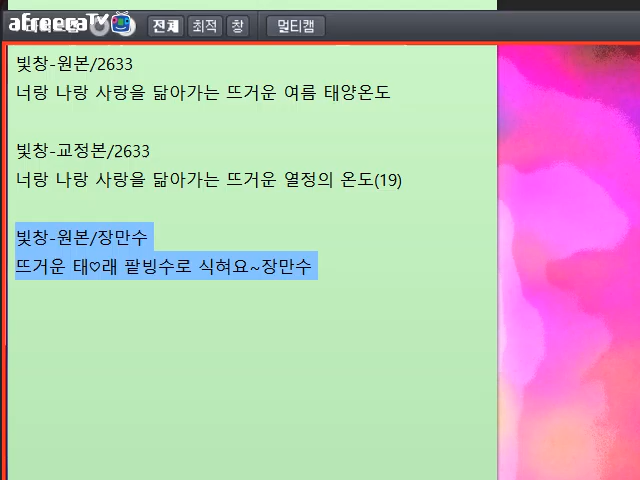 afreecaTV
전체 최적 창 멀티캠
빛창-원본/2633
너랑 나랑 사랑을 닮아가는 뜨거운 여름 태양온도
빛창-교정본/2633
너랑 나랑 사랑을 닮아가는 뜨거운 열정의 온도(19)
빛창-원본/장만수
뜨거운 태♡래 팥빙수로 식혀요~장만수